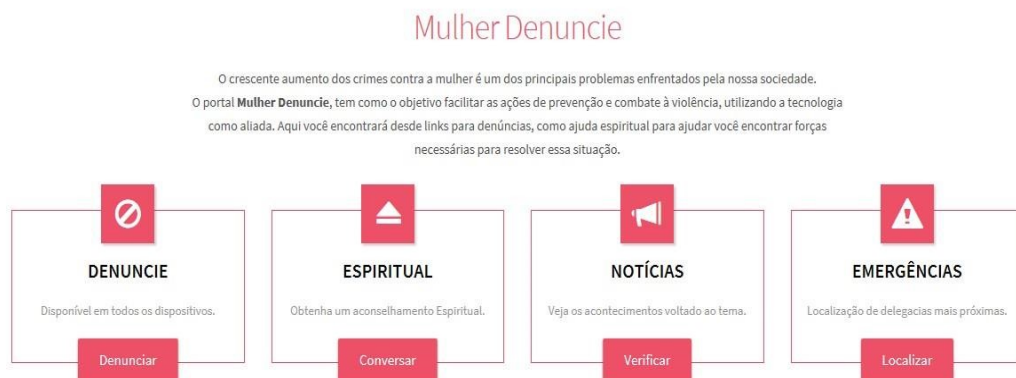 Mulher Denuncie
O crescente aumento dos crimes contra a mulher é um dos principais problemas enfrentados pela nossa sociedade.
O portal Mulher Denuncie, tem como o objetivo facilitar as ações de prevenção e combate à violência, utilizando a tecnologia
como aliada. Aqui você encontrará desde links para denúncias, como ajuda espiritual para ajudar você encontrar forças
necessárias para resolver essa situação.
DENUNCIE
Disponível em todos os dispositivos.
Denunciar
ESPIRITUAL
Obtenha um aconselhamento Espiritual.
Conversar
NOTÍCIAS
Veja os acontecimentos voltado ao tema.
Verificar
EMERGÊNCIAS
Localização de delegacias mais próximas.
Localizar